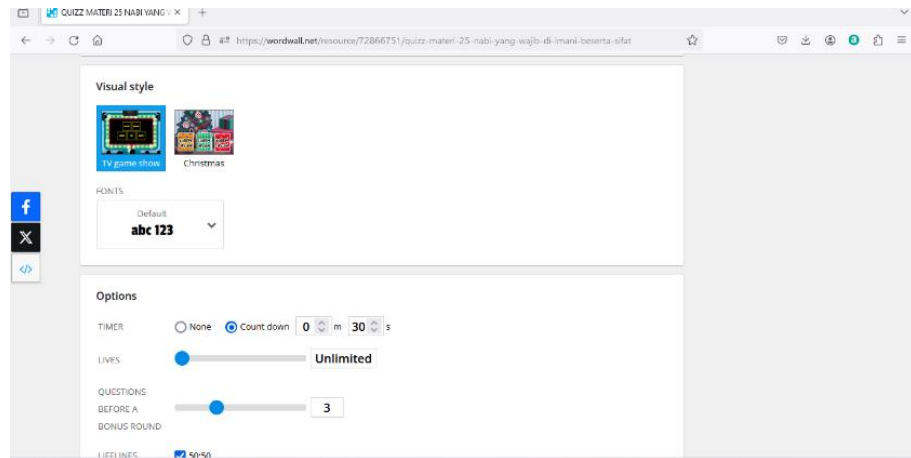 QUIZZ MATERI 25 NABI YANG
https://wordwall.net/resource/72866751/quizz-materi-25-nabi-yang-wajib-di-imani-beserta-sifat
Visual style
TV game show Christmas
FONTS
Default
abc 123
Options
TIMER None Count down 0 m 30 s
LIVES Unlimited
QUESTIONS
BEFORE A 3
BONUS ROUND
LIFELINES 50:50